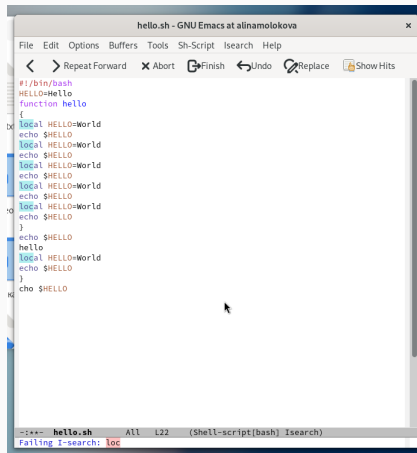 hello.sh - GNU Emacs at alinamolokova
File Edit Options Buffers Tools Sh-Script Isearch Help
Repeat Forward Abort Finish Undo Replace Show Hits
#!/bin/bash
HELLO=Hello
function hello
{
local HELLO=World
echo $HELLO
local HELLO=World
echo $HELLO
local HELLO=World
echo $HELLO
local HELLO=World
echo $HELLO
local HELLO=World
echo $HELLO
}
echo $HELLO
hello
local HELLO=World
echo $HELLO
}
cho $HELLO
-:**- hello.sh All L22 (Shell-script[bash] Isearch)
Failing I-search: loc